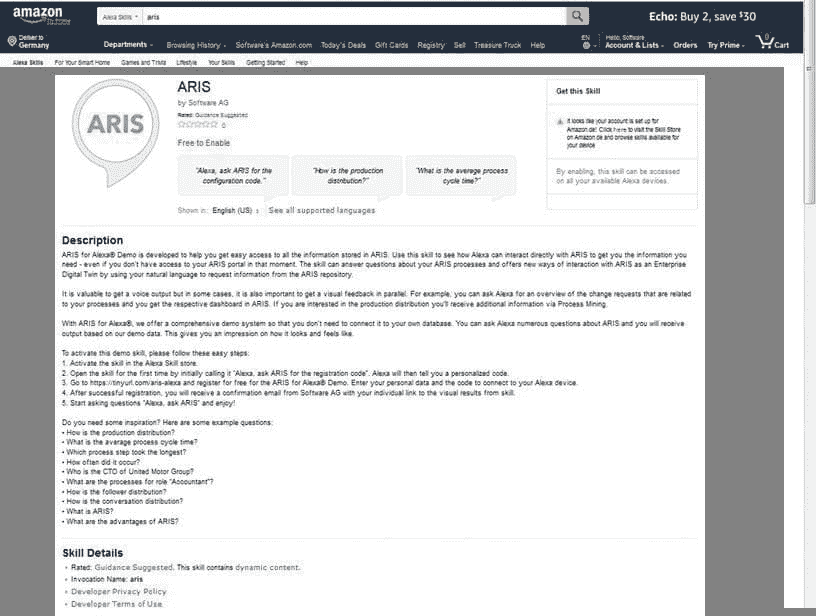 amazon
Alexa Skills
aris
Echo: Buy 2, save $30
Deliver to
Germany
Departments
Browsing History
Software's Amazon.com
Today's Deals
Gift Cards
Registry
Sell
Treasure Truck
Help
EN
Hello, Software
Account & Lists
Orders
Try Prime
0
Cart
Alexa Skills
For Your Smart Home
Games and Trivia
Lifestyle
Your Skills
Getting Started
Help
ARIS
ARIS
by Software AG
Rated: Guidance Suggested
0
Free to Enable
"Alexa, ask ARIS for the
configuration code."
"How is the production
distribution?"
"What is the average process
cycle time?"
Shown in: English (US)
See all supported languages
Get this Skill
It looks like your account is set up for
Amazon.de! Click here to visit the Skill Store
on Amazon.de and browse skills available for
your device
By enabling, this skill can be accessed
on all your available Alexa devices.
Description
ARIS for Alexa® Demo is developed to help you get easy access to all the information stored in ARIS. Use this skill to see how Alexa can interact directly with ARIS to get you the information you
need - even if you don't have access to your ARIS portal in that moment. The skill can answer questions about your ARIS processes and offers new ways of interaction with ARIS as an Enterprise
Digital Twin by using your natural language to request information from the ARIS repository.
It is valuable to get a voice output but in some cases, it is also important to get a visual feedback in parallel. For example, you can ask Alexa for an overview of the change requests that are related
to your processes and you get the respective dashboard in ARIS. If you are interested in the production distribution you'll receive additional information via Process Mining.
With ARIS for Alexa®, we offer a comprehensive demo system so that you don't need to connect it to your own database. You can ask Alexa numerous questions about ARIS and you will receive
output based on our demo data. This gives you an impression on how it looks and feels like.
To activate this demo skill, please follow these easy steps:
1. Activate the skill in the Alexa Skill store.
2. Open the skill for the first time by initially calling it "Alexa, ask ARIS for the registration code". Alexa will then tell you a personalized code.
3. Go to https://tinyurl.com/aris-alexa and register for free for the ARIS for Alexa® Demo. Enter your personal data and the code to connect to your Alexa device.
4. After successful registration, you will receive a confirmation email from Software AG with your individual link to the visual results from skill.
5. Start asking questions "Alexa, ask ARIS" and enjoy!
Do you need some inspiration? Here are some example questions:
• How is the production distribution?
• What is the average process cycle time?
• Which process step took the longest?
• How often did it occur?
• Who is the CTO of United Motor Group?
• What are the processes for role "Accountant"?
• How is the follower distribution?
• How is the conversation distribution?
• What is ARIS?
• What are the advantages of ARIS?
Skill Details
• Rated: Guidance Suggested. This skill contains dynamic content.
• Invocation Name: aris
• Developer Privacy Policy
• Developer Terms of Use